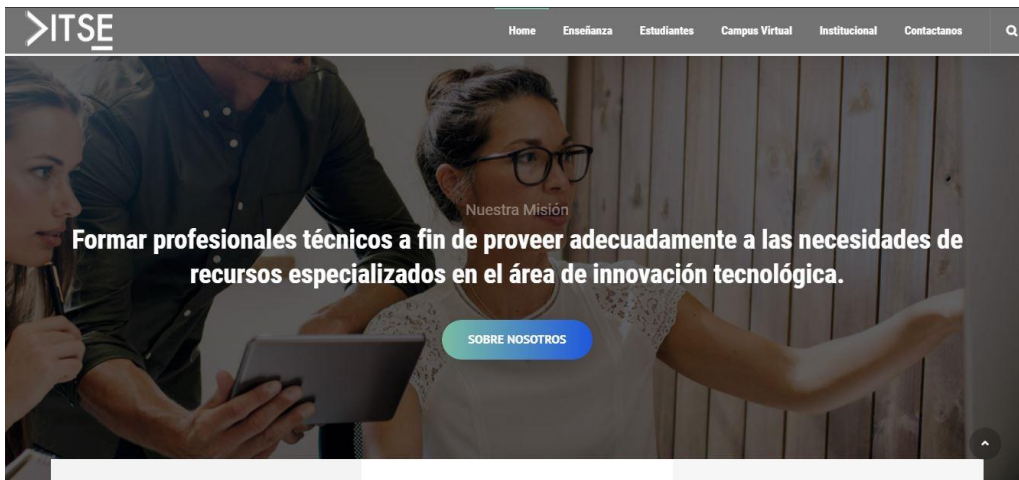 >ITSE
Home Enseñanza Estudiantes Campus Virtual Institucional Contactanos
Nuestra Misión
Formar profesionales técnicos a fin de proveer adecuadamente a las necesidades de
recursos especializados en el área de innovación tecnológica.
SOBRE NOSOTROS